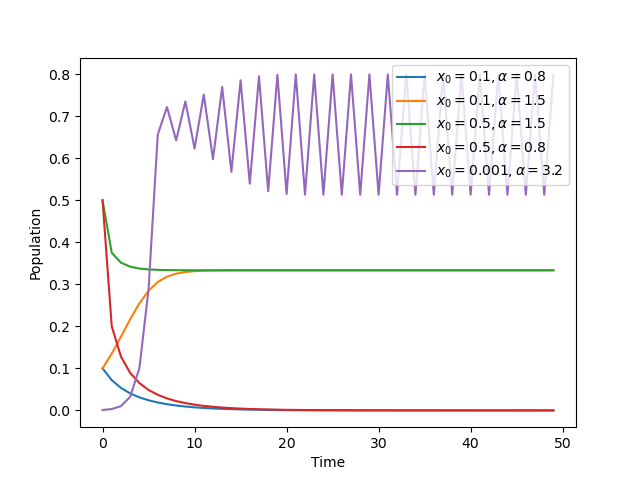 0.8
0.7
0.6
0.5
0.4
0.3
0.2
0.1
0.0
Population
x₀ = 0.1, α = 0.8
x₀ = 0.1, α = 1.5
x₀ = 0.5, α = 1.5
x₀ = 0.5, α = 0.8
x₀ = 0.001, α = 3.2
0 10 20 30 40 50
Time